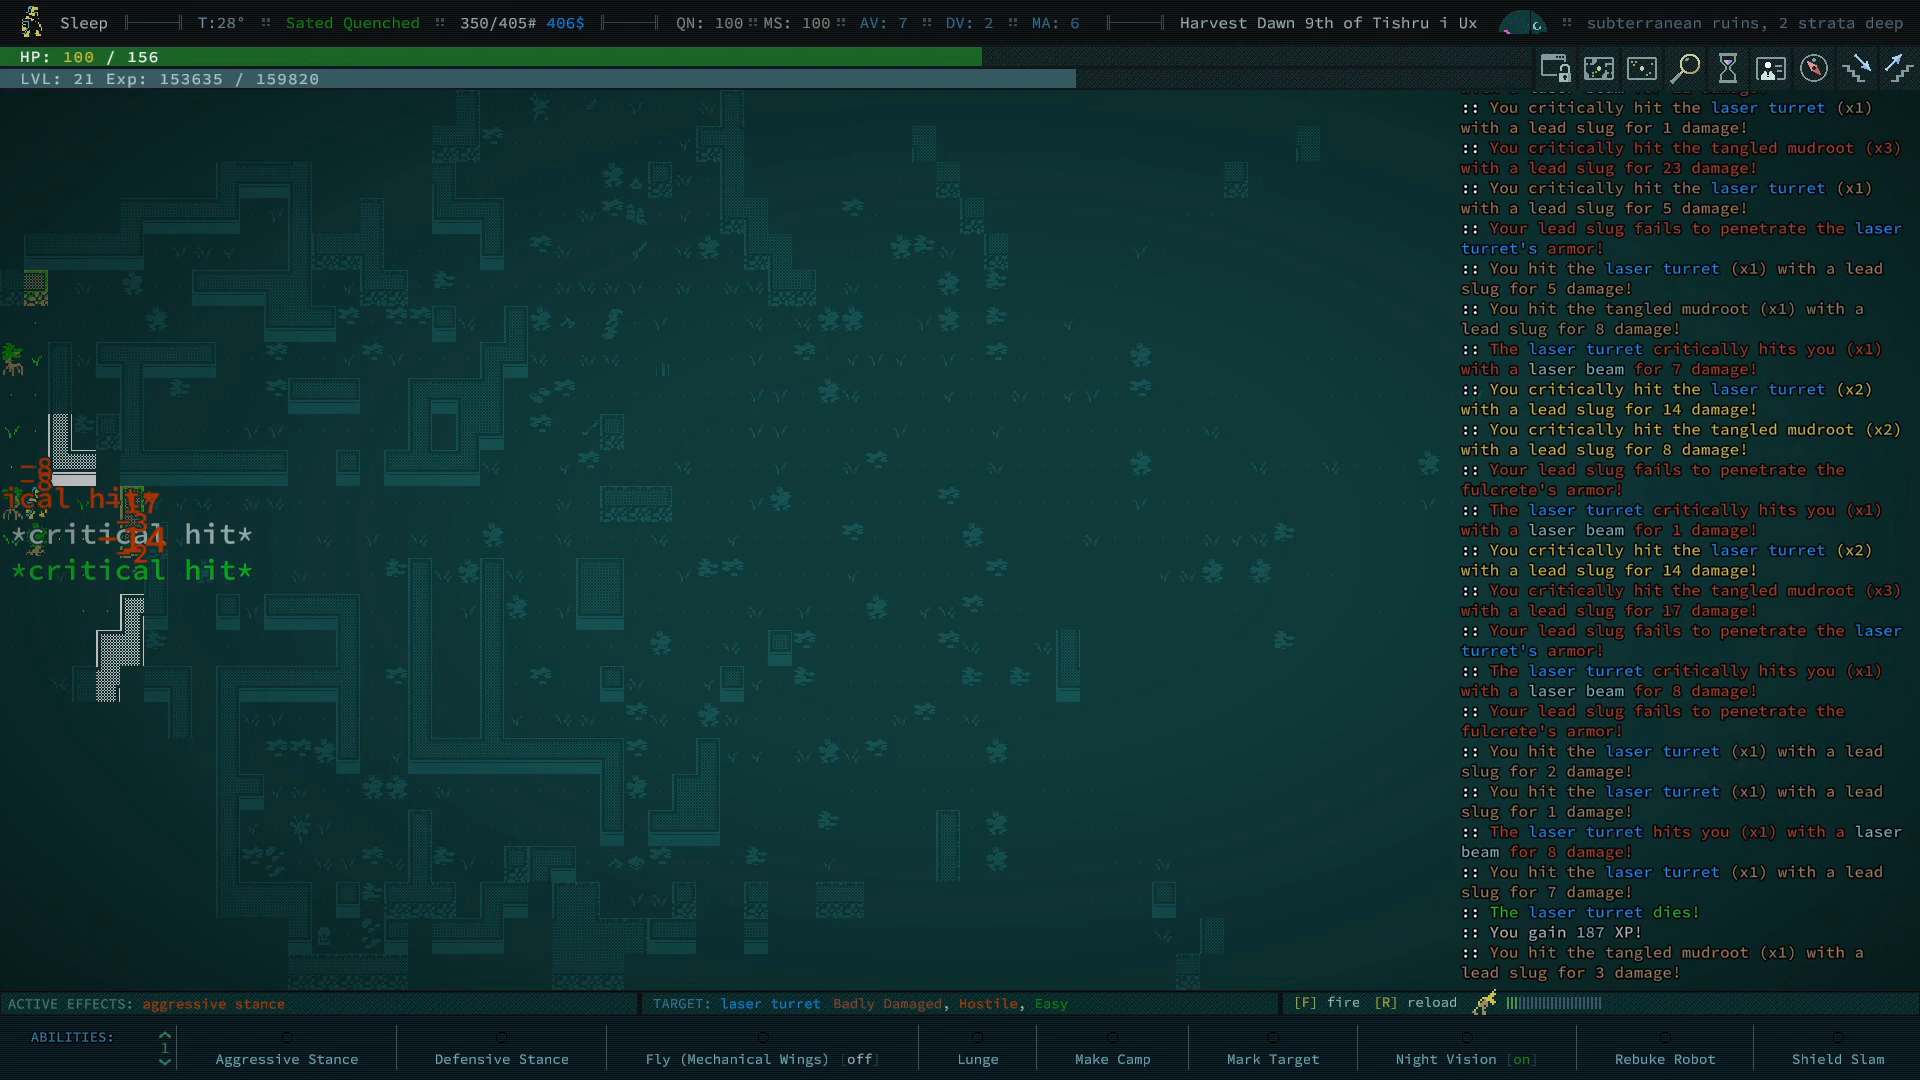 Sleep T:28° Sated Quenched 350/405# 406$ QN: 100 MS: 100 AV: 7 DV: 2 MA: 6 Harvest Dawn 9th of Tishru i Ux subterranean ruins, 2 strata deep
HP: 100 / 156
LVL: 21 Exp: 153635 / 159820
:: You critically hit the laser turret (x1)
with a lead slug for 1 damage!
:: You critically hit the tangled mudroot (x3)
with a lead slug for 23 damage!
:: You critically hit the laser turret (x1)
with a lead slug for 5 damage!
:: Your lead slug fails to penetrate the laser
turret's armor!
:: You hit the laser turret (x1) with a lead
slug for 5 damage!
:: You hit the tangled mudroot (x1) with a
lead slug for 8 damage!
:: The laser turret critically hits you (x1)
with a laser beam for 7 damage!
:: You critically hit the laser turret (x2)
with a lead slug for 14 damage!
:: You critically hit the tangled mudroot (x2)
with a lead slug for 8 damage!
:: Your lead slug fails to penetrate the
fulcrete's armor!
:: The laser turret critically hits you (x1)
with a laser beam for 1 damage!
:: You critically hit the laser turret (x2)
with a lead slug for 14 damage!
:: You critically hit the tangled mudroot (x3)
with a lead slug for 17 damage!
:: Your lead slug fails to penetrate the laser
turret's armor!
:: The laser turret critically hits you (x1)
with a laser beam for 8 damage!
:: Your lead slug fails to penetrate the
fulcrete's armor!
:: You hit the laser turret (x1) with a lead
slug for 2 damage!
:: You hit the laser turret (x1) with a lead
slug for 1 damage!
:: The laser turret hits you (x1) with a laser
beam for 8 damage!
:: You hit the laser turret (x1) with a lead
slug for 7 damage!
:: The laser turret dies!
:: You gain 187 XP!
:: You hit the tangled mudroot (x1) with a
lead slug for 3 damage!
-8
-8
ical hit*
-17
-3
*critical hit*
-14
-2
*critical hit*
ACTIVE EFFECTS: aggressive stance TARGET: laser turret Badly Damaged, Hostile, Easy [F] fire [R] reload
ABILITIES: 1 Aggressive Stance Defensive Stance Fly (Mechanical Wings) [off] Lunge Make Camp Mark Target Night Vision [on] Rebuke Robot Shield Slam